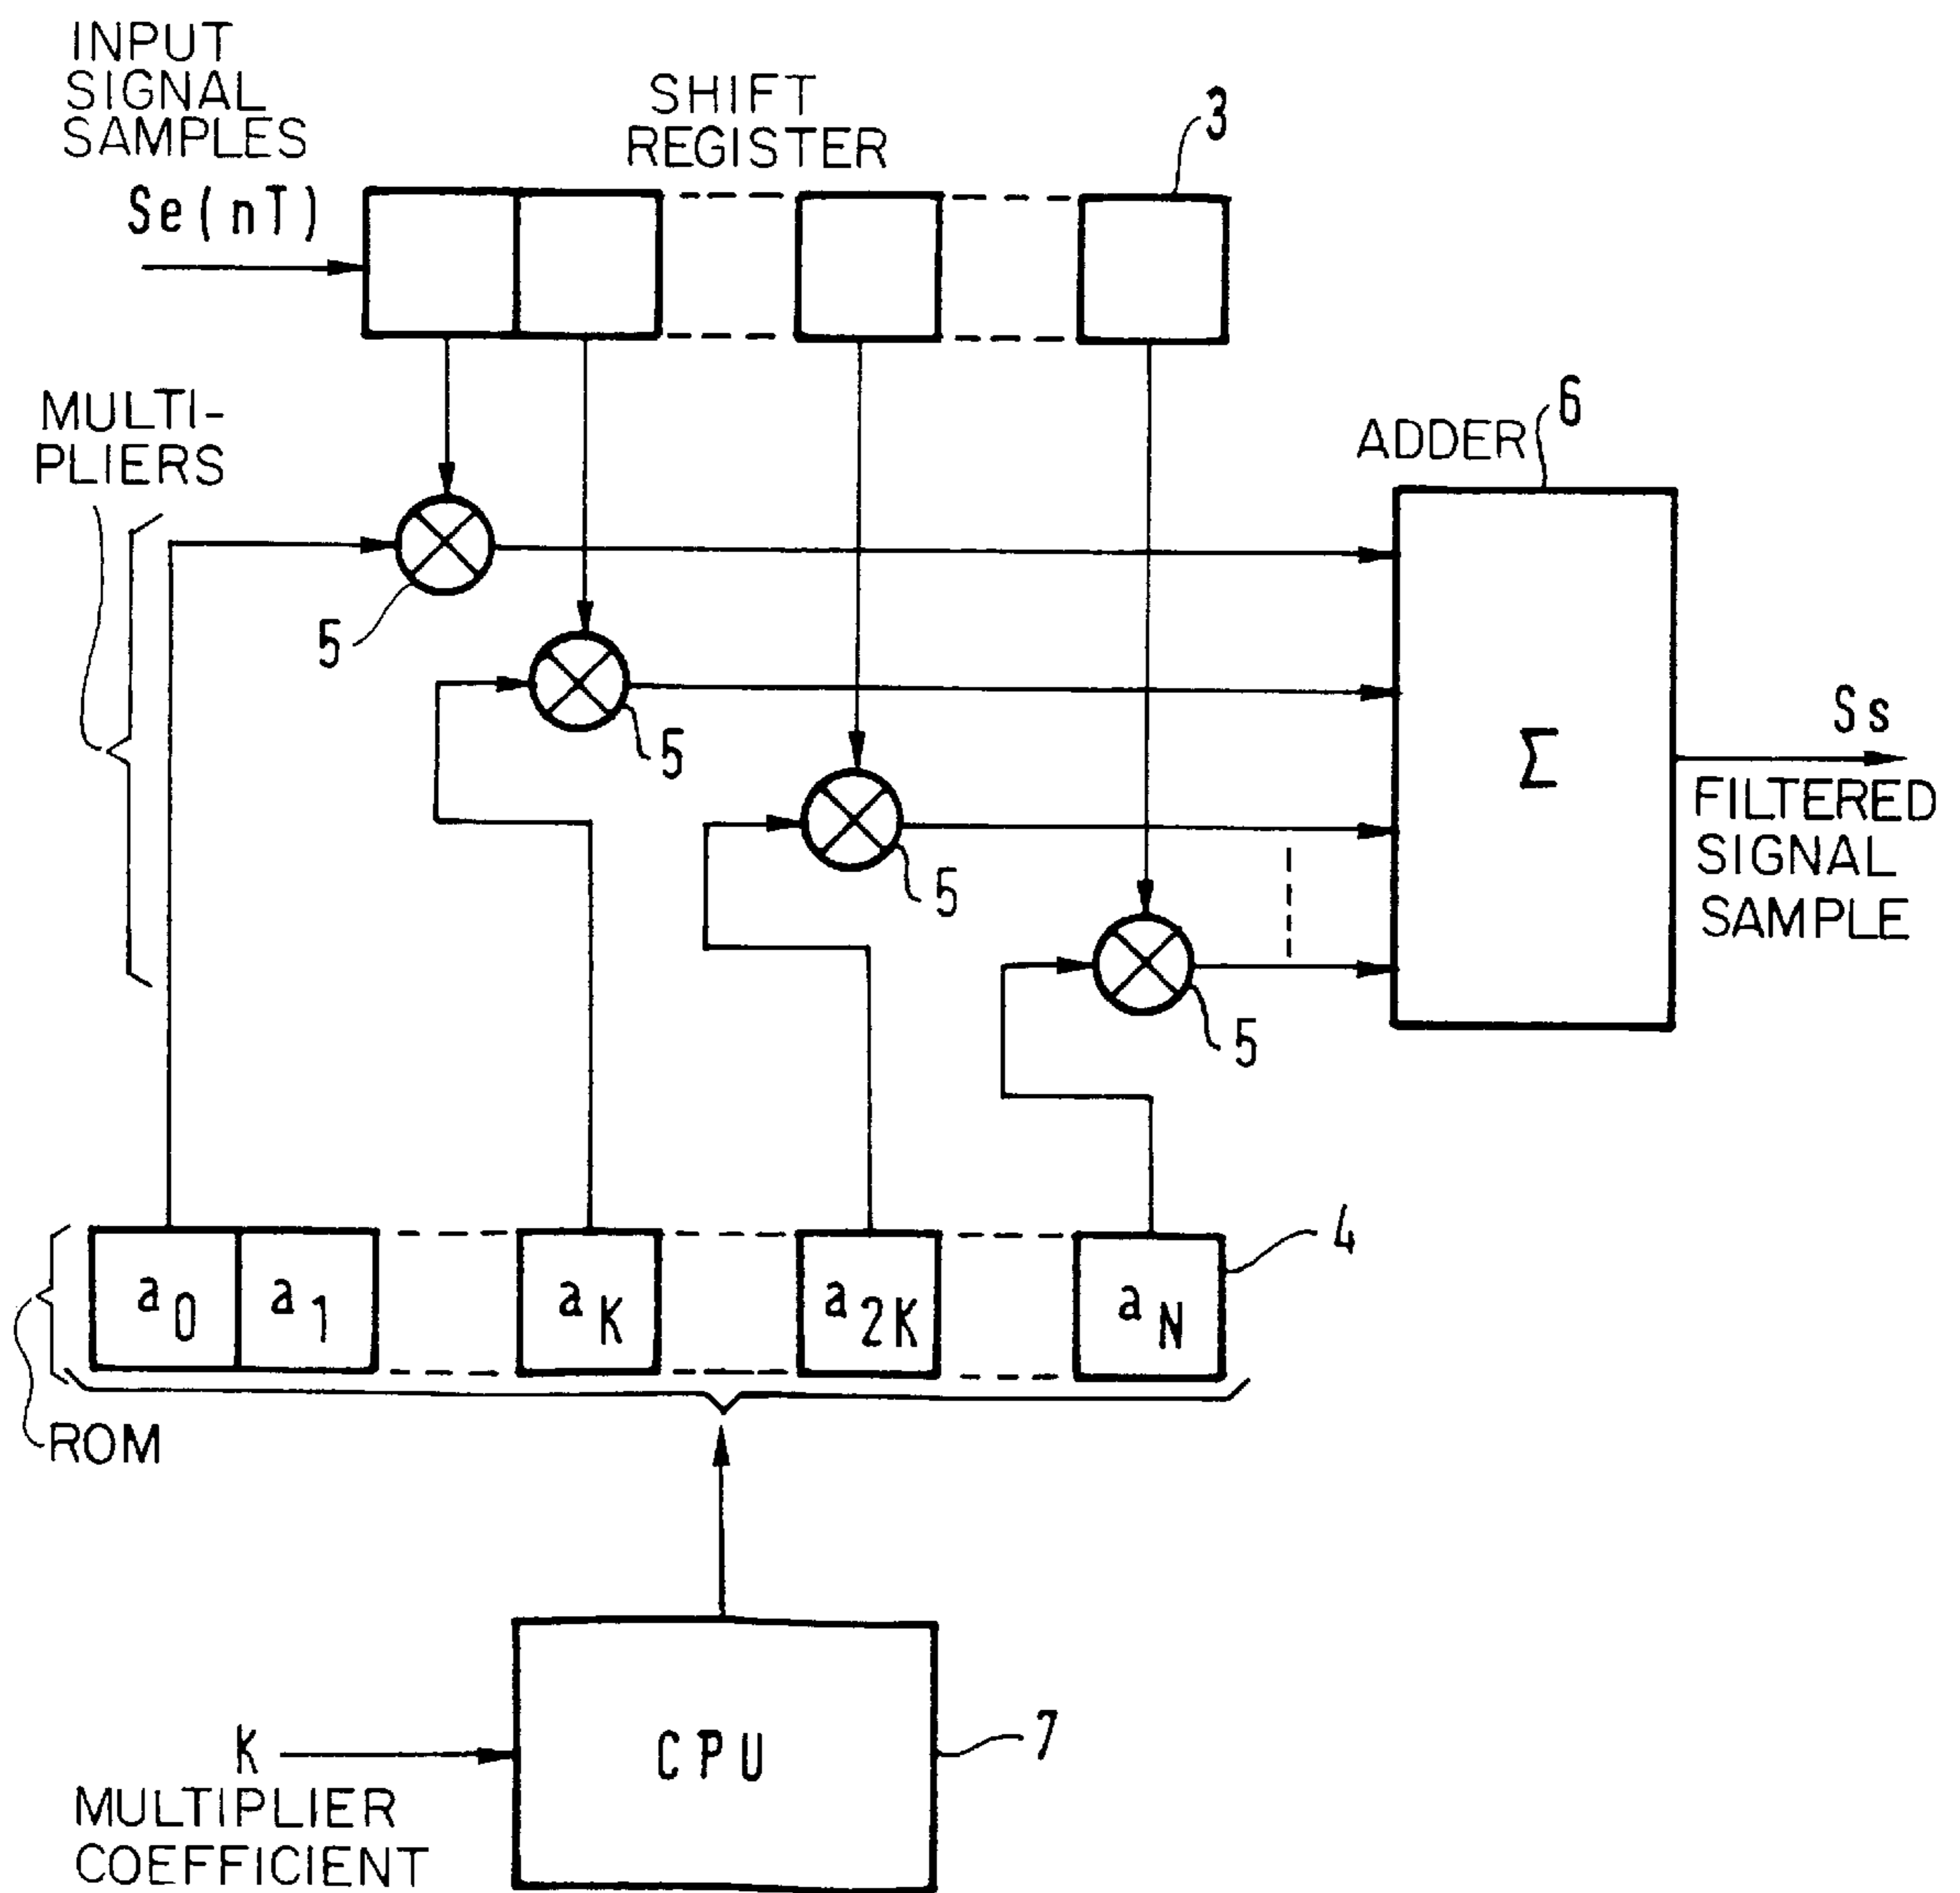 INPUT
SIGNAL
SAMPLES
Se(nT)
SHIFT
REGISTER
3
MULTI-
PLIERS
ADDER
6
5
5
5
5
Σ
Ss
FILTERED
SIGNAL
SAMPLE
a0
a1
aK
a2K
aN
4
ROM
CPU
7
K
MULTIPLIER
COEFFICIENT